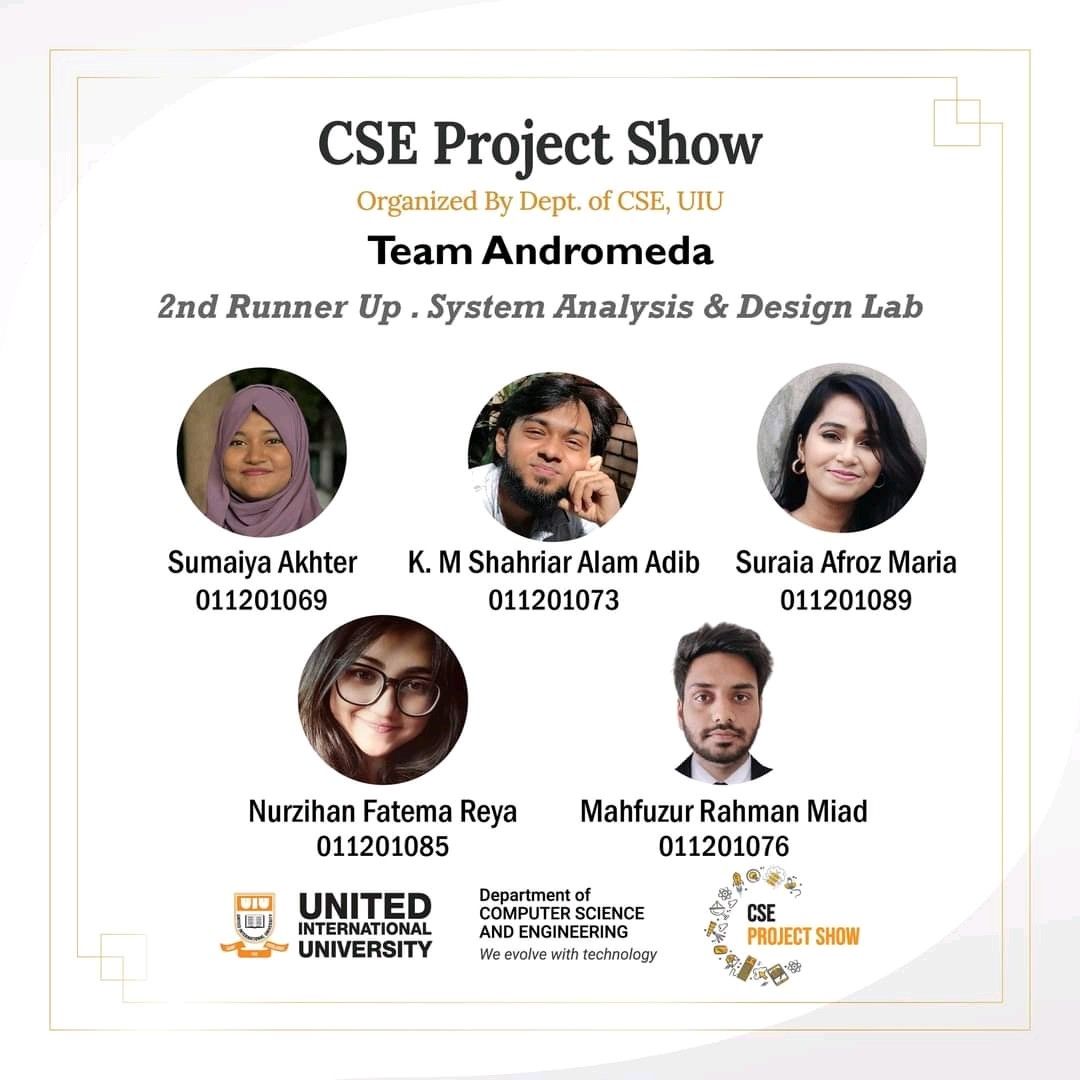 CSE Project Show
Organized By Dept. of CSE, UIU
Team Andromeda
2nd Runner Up . System Analysis & Design Lab
Sumaiya Akhter
011201069
K. M Shahriar Alam Adib
011201073
Suraia Afroz Maria
011201089
Nurzihan Fatema Reya
011201085
Mahfuzur Rahman Miad
011201076
UNITED
INTERNATIONAL
UNIVERSITY
Department of
COMPUTER SCIENCE
AND ENGINEERING
We evolve with technology
CSE
PROJECT SHOW